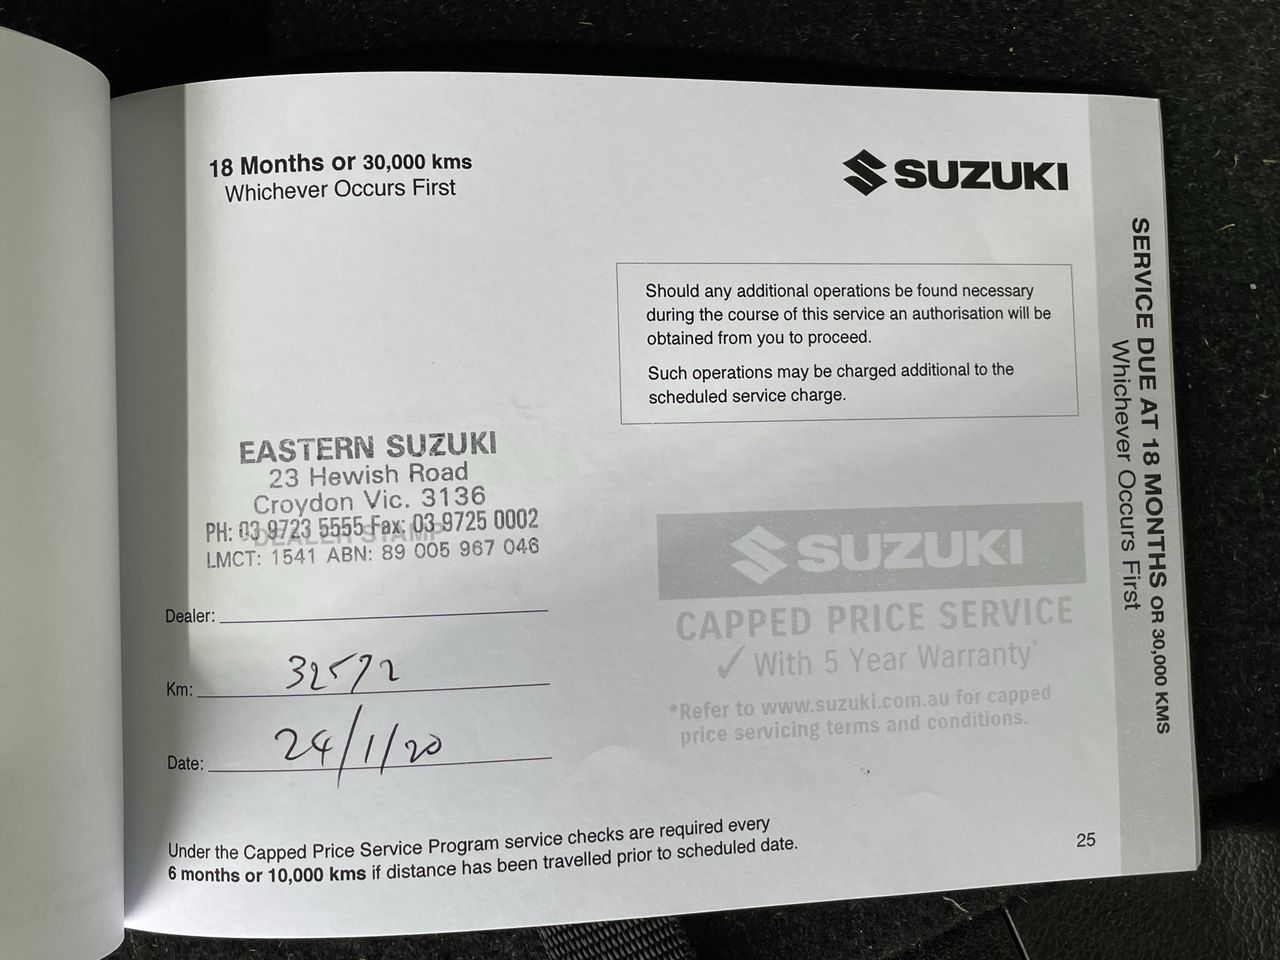 18 Months or 30,000 kms
Whichever Occurs First
SUZUKI
Should any additional operations be found necessary
during the course of this service an authorisation will be
obtained from you to proceed.
Such operations may be charged additional to the
scheduled service charge.
EASTERN SUZUKI
23 Hewish Road
Croydon Vic. 3136
PH: 03 9723 5555 Fax: 03 9725 0002
DEALER STAMP
LMCT: 1541 ABN: 89 005 967 046
Dealer:
Km: 32572
Date: 24/1/20
SUZUKI
CAPPED PRICE SERVICE
✓ With 5 Year Warranty*
*Refer to www.suzuki.com.au for capped
price servicing terms and conditions.
Under the Capped Price Service Program service checks are required every
6 months or 10,000 kms if distance has been travelled prior to scheduled date.
25
SERVICE DUE AT 18 MONTHS OR 30,000 KMS
Whichever Occurs First